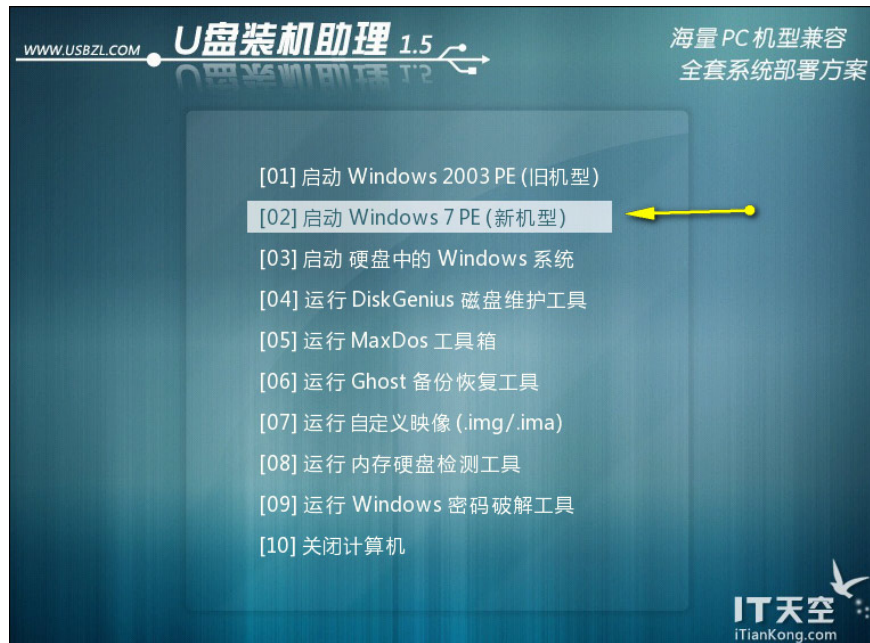 WWW.USBZL.COM
U盘装机助理 1.5
海量PC机型兼容
全套系统部署方案
[01] 启动 Windows 2003 PE (旧机型)
[02] 启动 Windows 7 PE (新机型)
[03] 启动 硬盘中的 Windows 系统
[04] 运行 DiskGenius 磁盘维护工具
[05] 运行 MaxDos 工具箱
[06] 运行 Ghost 备份恢复工具
[07] 运行 自定义映像 (.img/.ima)
[08] 运行 内存硬盘检测工具
[09] 运行 Windows 密码破解工具
[10] 关闭计算机
IT天空
iTianKong.com